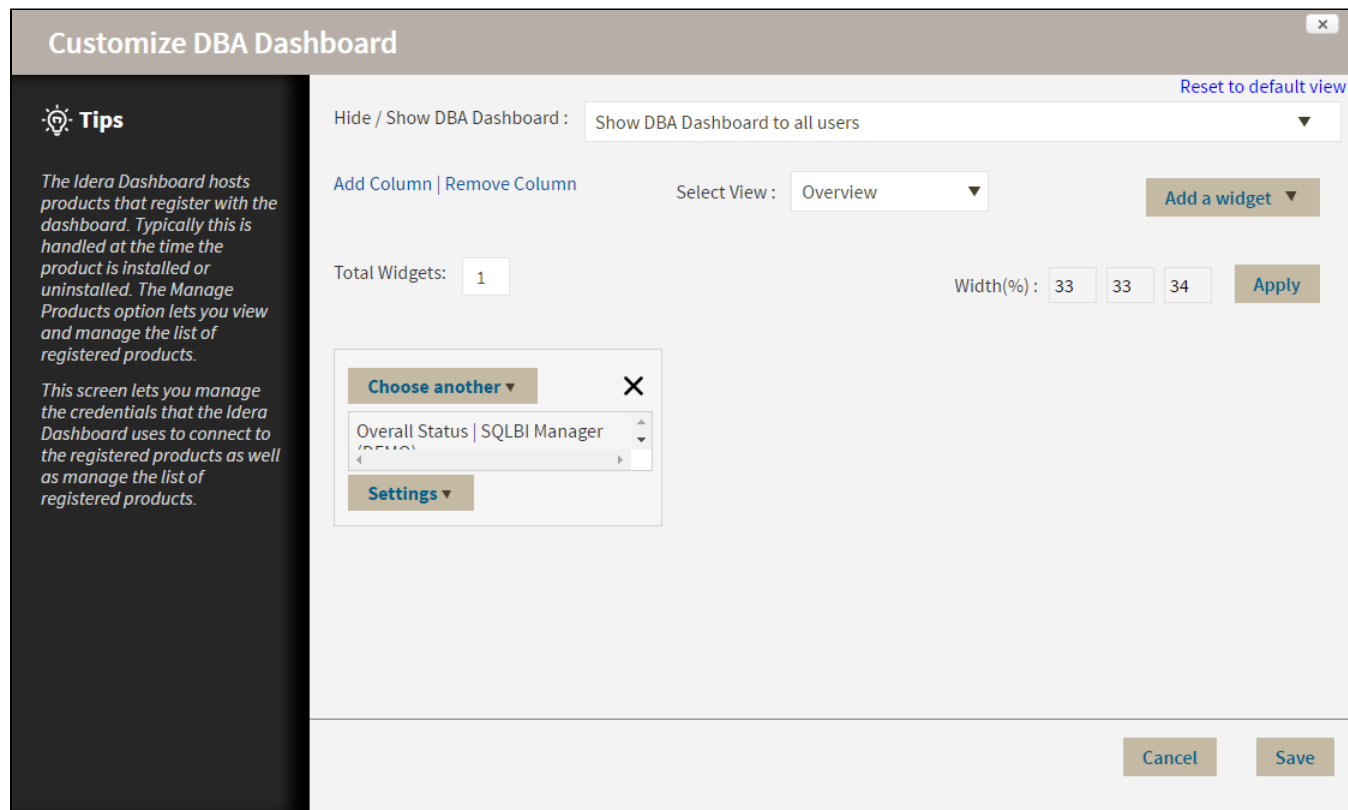 Customize DBA Dashboard
Tips
The Idera Dashboard hosts
products that register with the
dashboard. Typically this is
handled at the time the
product is installed or
uninstalled. The Manage
Products option lets you view
and manage the list of
registered products.
This screen lets you manage
the credentials that the Idera
Dashboard uses to connect to
the registered products as well
as manage the list of
registered products.
Reset to default view
Hide / Show DBA Dashboard : Show DBA Dashboard to all users
Add Column | Remove Column Select View : Overview Add a widget
Total Widgets: 1 Width(%) : 33 33 34 Apply
Choose another
Overall Status | SQLBI Manager
(DEMO)
Settings
Cancel Save